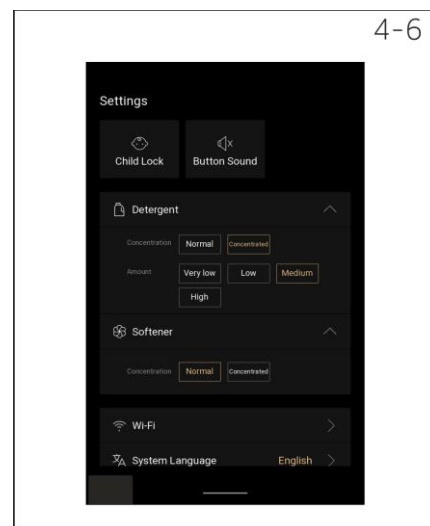 4-6
Settings
Child Lock
Button Sound
Detergent
Concentration Normal Concentrated
Amount Very low Low Medium
High
Softener
Concentration Normal Concentrated
Wi-Fi
System Language English